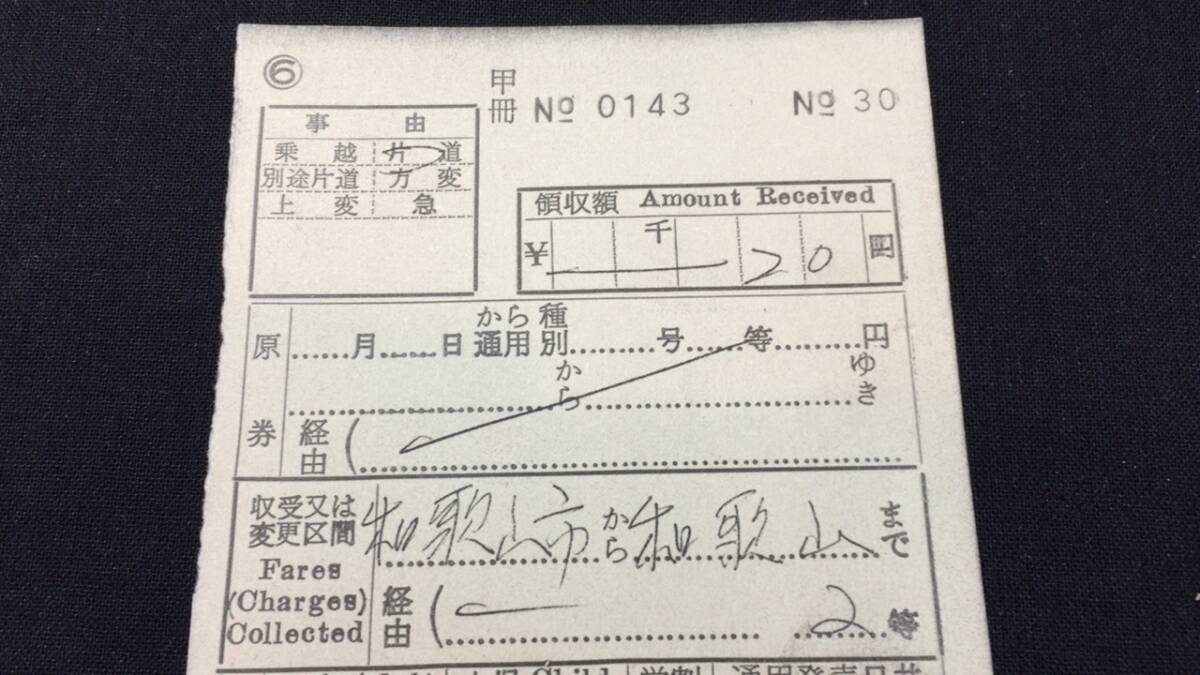 ⑥
甲冊 No 0143 No 30
事由
乗越 片道
別途片道 方変
上変 急
領収額 Amount Received
¥ 千 20 円
原券
月 日から通用 種別 号 等 円
から ゆき
経由 (
収受又は変更区間 和歌山市から和歌山まで
Fares
(Charges)
Collected
経由 ( 2等